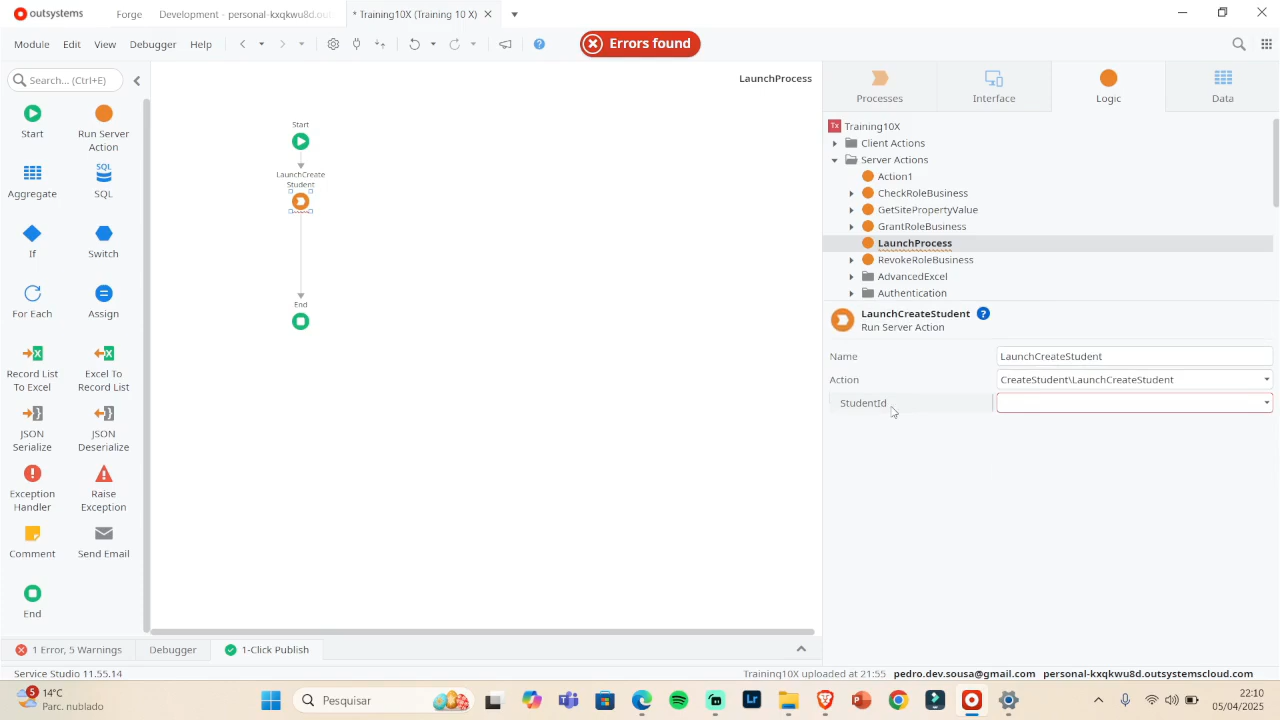 outsystems
Forge
Development - personal-kxqkwu8d.out
* Training10X (Training 10 X)
Module
Edit
View
Debugger
Help
Errors found
Search... (Ctrl+E)
Start
Run Server
Action
Aggregate
SQL
SQL
If
Switch
For Each
Assign
Record List
To Excel
Excel To
Record List
JSON
Serialize
JSON
Deserialize
Exception
Handler
Raise
Exception
Comment
Send Email
End
LaunchProcess
Start
LaunchCreate
Student
End
Processes
Interface
Logic
Data
Tx Training10X
Client Actions
Server Actions
Action1
CheckRoleBusiness
GetSitePropertyValue
GrantRoleBusiness
LaunchProcess
RevokeRoleBusiness
AdvancedExcel
Authentication
LaunchCreateStudent ?
Run Server Action
Name
LaunchCreateStudent
Action
CreateStudent\LaunchCreateStudent
StudentId
1 Error, 5 Warnings
Debugger
1-Click Publish
Service Studio 11.55.14
Training10X uploaded at 21:55 pedro.dev.sousa@gmail.com personal-kxqkwu8d.outsystemscloud.com
5
14°C
Parc. nublado
Pesquisar
Lr
22:10
05/04/2025